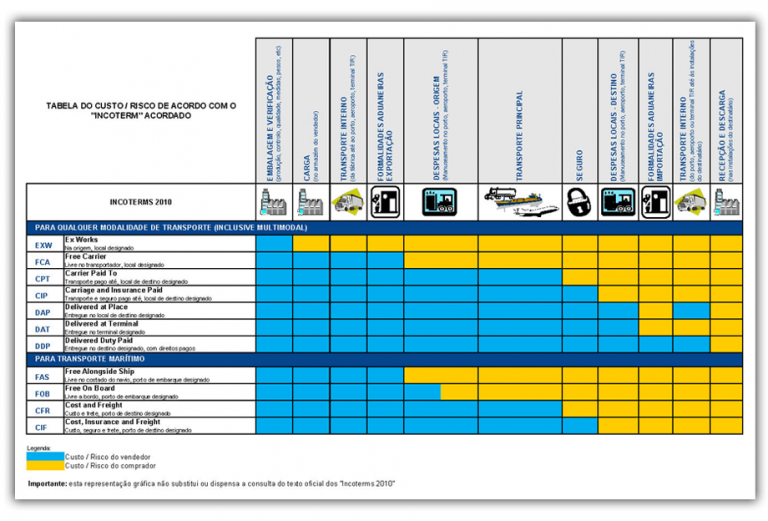 TABELA DO CUSTO / RISCO DE ACORDO COM O
"INCOTERM" ACORDADO
EMBALAGEM E VERIFICAÇÃO
(produção, controlo, qualidade, medidas, pesos, etc)
CARGA
(no armazém do vendedor)
TRANSPORTE INTERNO
(da fábrica até ao porto, aeroporto, terminal TIR)
FORMALIDADES ADUANEIRAS
EXPORTAÇÃO
DESPESAS LOCAIS - ORIGEM
(Manuseamento no porto, aeroporto, terminal TIR)
TRANSPORTE PRINCIPAL
SEGURO
DESPESAS LOCAIS - DESTINO
(Manuseamento no porto, aeroporto, terminal TIR)
FORMALIDADES ADUANEIRAS
IMPORTAÇÃO
TRANSPORTE INTERNO
(do porto, aeroporto ou terminal TIR até às instalações
do destinatário)
RECEPÇÃO E DESCARGA
(nas instalações do destinatário)
INCOTERMS 2010
PARA QUALQUER MODALIDADE DE TRANSPORTE (INCLUSIVE MULTIMODAL)
EXW Ex Works
Na origem, local designado
FCA Free Carrier
Livre no transportador, local designado
CPT Carrier Paid To
Transporte pago até, local de destino designado
CIP Carriage and Insurance Paid
Transporte e seguro pago até, local de destino designado
DAP Delivered at Place
Entregue no local de destino designado
DAT Delivered at Terminal
Entregue no terminal designado
DDP Delivered Duty Paid
Entregue no destino designado, com direitos pagos
PARA TRANSPORTE MARÍTIMO
FAS Free Alongside Ship
Livre no costado do navio, porto de embarque designado
FOB Free On Board
Livre a bordo, porto de embarque designado
CFR Cost and Freight
Custo e frete, porto de destino designado
CIF Cost, Insurance and Freight
Custo, seguro e frete, porto de destino designado
Legenda:
Custo / Risco do vendedor
Custo / Risco do comprador
Importante: esta representação gráfica não substitui ou dispensa a consulta do texto oficial dos "Incoterms 2010"